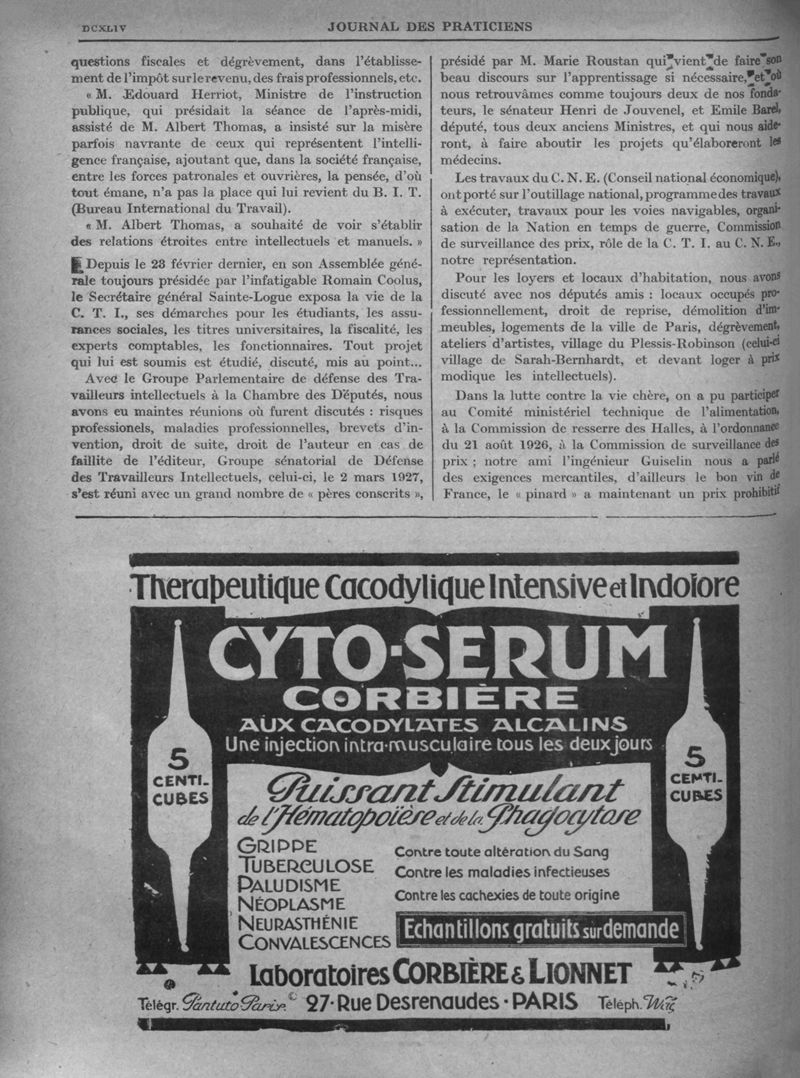 DCXLIV
JOURNAL DES PRATICIENS
questions fiscales et dégrèvement, dans l'établisse-
ment de l'impôt sur le revenu, des frais professionnels, etc.
« M. Edouard Herriot, Ministre de l'instruction
publique, qui présidait la séance de l'après-midi,
assisté de M. Albert Thomas, a insisté sur la misère
parfois navrante de ceux qui représentent l'intelli-
gence française, ajoutant que, dans la société française,
entre les forces patronales et ouvrières, la pensée, d'où
tout émane, n'a pas la place qui lui revient du B. I. T.
(Bureau International du Travail).
« M. Albert Thomas, a souhaité de voir s'établir
des relations étroites entre intellectuels et manuels. »
Depuis le 23 février dernier, en son Assemblée géné-
rale toujours présidée par l'infatigable Romain Coolus,
le Secrétaire général Sainte-Logue exposa la vie de la
C. T. I., ses démarches pour les étudiants, les assu-
rances sociales, les titres universitaires, la fiscalité, les
experts comptables, les fonctionnaires. Tout projet
qui lui est soumis est étudié, discuté, mis au point...
Avec le Groupe Parlementaire de défense des Tra-
vailleurs intellectuels à la Chambre des Députés, nous
avons eu maintes réunions où furent discutés : risques
professionels, maladies professionnelles, brevets d'in-
vention, droit de suite, droit de l'auteur en cas de
faillite de l'éditeur, Groupe sénatorial de Défense
des Travailleurs Intellectuels, celui-ci, le 2 mars 1927,
s'est réuni avec un grand nombre de « pères conscrits »,
présidé par M. Marie Roustan qui vient de faire son
beau discours sur l'apprentissage si nécessaire, et où
nous retrouvâmes comme toujours deux de nos fonda-
teurs, le sénateur Henri de Jouvenel, et Emile Barel,
député, tous deux anciens Ministres, et qui nous aide-
ront, à faire aboutir les projets qu'élaboreront les
médecins.
Les travaux du C. N. E. (Conseil national économique),
ont porté sur l'outillage national, programme des travaux
à exécuter, travaux pour les voies navigables, organi-
sation de la Nation en temps de guerre, Commission
de surveillance des prix, rôle de la C. T. I. au C. N. E.,
notre représentation.
Pour les loyers et locaux d'habitation, nous avons
discuté avec nos députés amis : locaux occupés pro-
fessionnellement, droit de reprise, démolition d'im-
meubles, logements de la ville de Paris, dégrèvement,
ateliers d'artistes, village du Plessis-Robinson (celui-ci
village de Sarah-Bernhardt, et devant loger à prix
modique les intellectuels).
Dans la lutte contre la vie chère, on a pu participer
au Comité ministériel technique de l'alimentation,
à la Commission de resserre des Halles, à l'ordonnance
du 21 août 1926, à la Commission de surveillance des
prix ; notre ami l'ingénieur Guiselin nous a parlé
des exigences mercantiles, d'ailleurs le bon vin de
France, le « pinard » a maintenant un prix prohibitif
Therapeutique Cacodylique Intensive et Indolore
CYTO-SERUM
CORBIÈRE
AUX CACODYLATES ALCALINS
Une injection intra-musculaire tous les deux jours
5
CENTI-
CUBES
5
CENTI-
CUBES
Puissant Stimulant
de l'Hématopoïèse et de la Phagocytose
GRIPPE
TUBERCULOSE
PALUDISME
NÉOPLASME
NEURASTHÉNIE
CONVALESCENCES
Contre toute altération du Sang
Contre les maladies infectieuses
Contre les cachexies de toute origine
Echantillons gratuits sur demande
Laboratoires CORBIÈRE & LIONNET
Télégr. Pantuto Paris. 27·Rue Desrenaudes·PARIS Téléph.